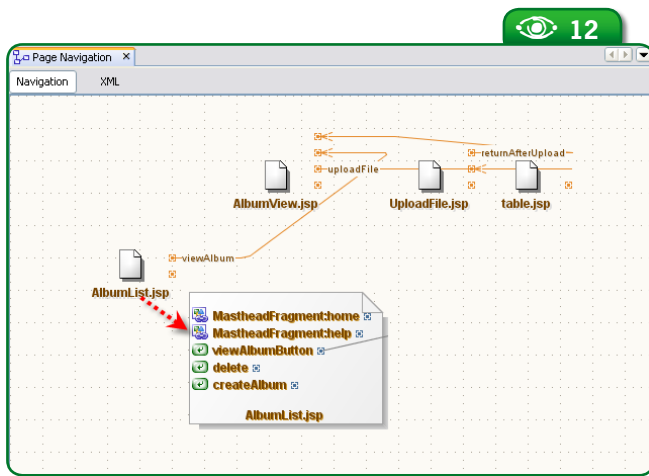 12
Page Navigation ×
Navigation XML
returnAfterUpload
uploadFile
AlbumView.jsp UploadFile.jsp table.jsp
viewAlbum
AlbumList.jsp
MastheadFragment:home
MastheadFragment:help
viewAlbumButton
delete
createAlbum
AlbumList.jsp